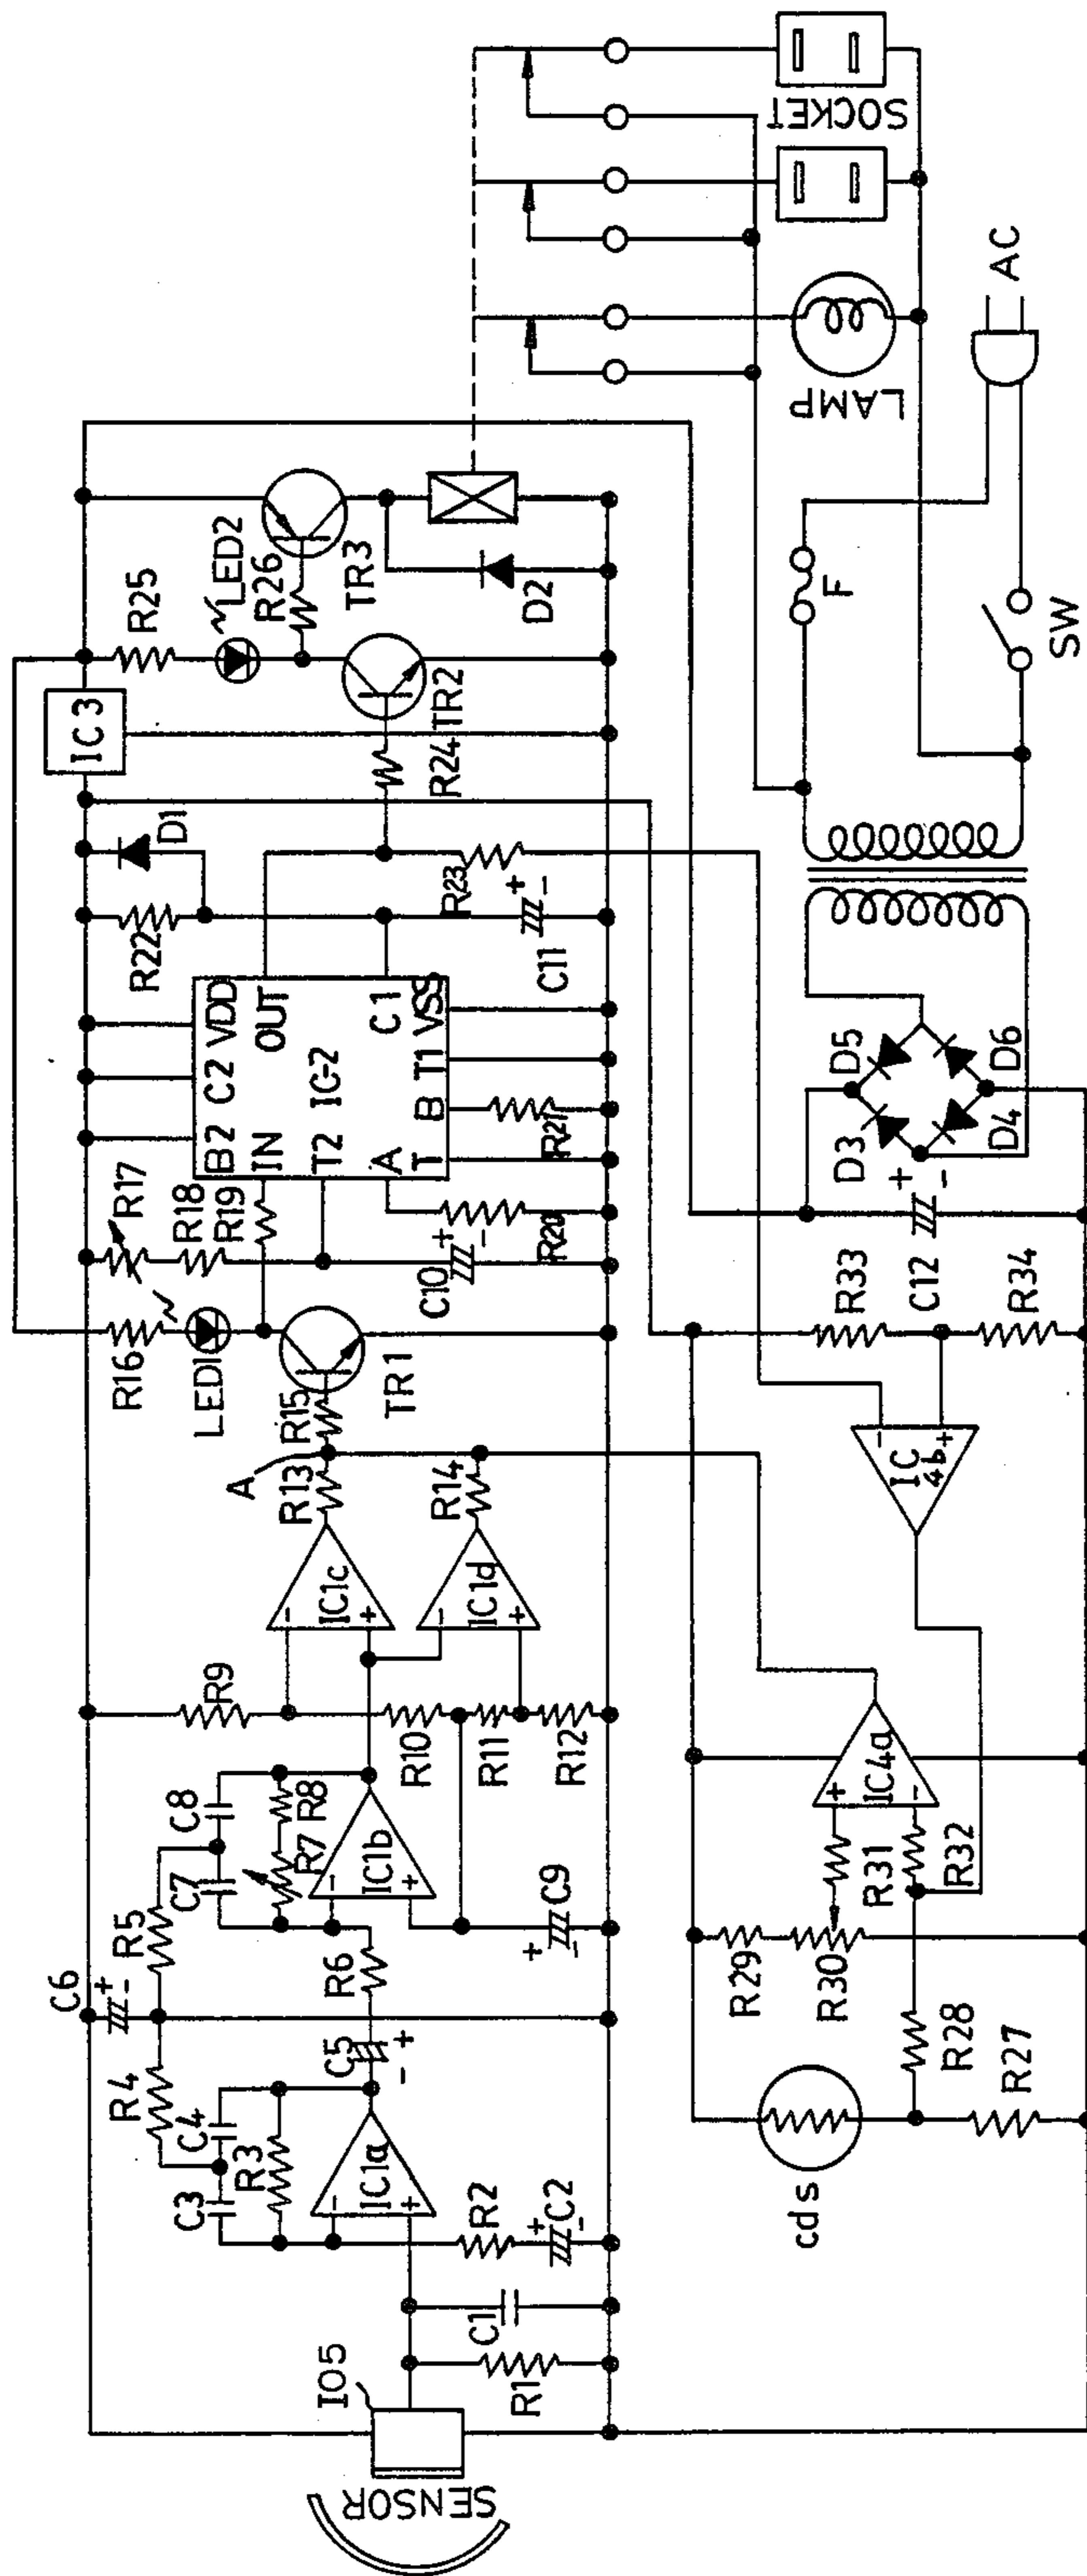 SENSOR
105
R1
C1
R2
C2
C3
C4
R3
IC1a
-
+
R4
C6
+
-
C5
-
+
R5
R6
C7
C8
R7
R8
IC1b
-
+
C9
+
-
R9
R10
R11
R12
IC1c
-
+
IC1d
-
+
A
R13
R14
R15
TR1
R16
LED1
R17
R18
R19
C10
+
-
R20
B2
C2
VDD
IN
OUT
T2
IC-2
A
C1
T
B
T1
VSS
R21
R22
D1
C11
+
-
R23
R24
TR2
IC3
R25
LED2
R26
TR3
D2
cds
R27
R28
R29
R30
R31
R32
IC4a
+
-
IC
4b
-
+
R33
R34
C12
+
-
D3
D5
D4
D6
F
SW
AC
LAMP
SOCKET